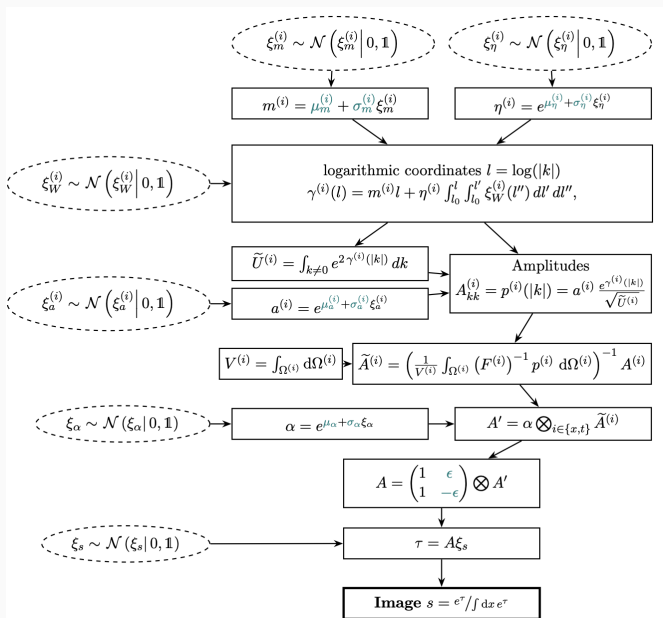 ξ_m^(i) ∼ 𝒩(ξ_m^(i)| 0, 𝟙)
ξ_η^(i) ∼ 𝒩(ξ_η^(i)| 0, 𝟙)
m^(i) = μ_m^(i) + σ_m^(i) ξ_m^(i)
η^(i) = e^{μ_η^(i) + σ_η^(i) ξ_η^(i)}
ξ_W^(i) ∼ 𝒩(ξ_W^(i)| 0, 𝟙)
logarithmic coordinates l = log(|k|)
γ^(i)(l) = m^(i) l + η^(i) ∫_{l_0}^{l} ∫_{l_0}^{l'} ξ_W^(i)(l'') dl' dl'',
Ũ^(i) = ∫_{k≠0} e^{2 γ^(i)(|k|)} dk
Amplitudes
A_{kk}^(i) = p^(i)(|k|) = a^(i) e^{γ^(i)(|k|)} / √Ũ^(i)
ξ_a^(i) ∼ 𝒩(ξ_a^(i)| 0, 𝟙)
a^(i) = e^{μ_a^(i) + σ_a^(i) ξ_a^(i)}
V^(i) = ∫_{Ω^(i)} dΩ^(i)
Ã^(i) = (1/V^(i) ∫_{Ω^(i)} (F^(i))^{-1} p^(i) dΩ^(i))^{-1} A^(i)
ξ_α ∼ 𝒩(ξ_α| 0, 𝟙)
α = e^{μ_α + σ_α ξ_α}
A' = α ⨂_{i∈{x,t}} Ã^(i)
A = (1 ϵ
1 −ϵ) ⨂ A'
ξ_s ∼ 𝒩(ξ_s| 0, 𝟙)
τ = Aξ_s
Image s = e^τ/∫ dx e^τ